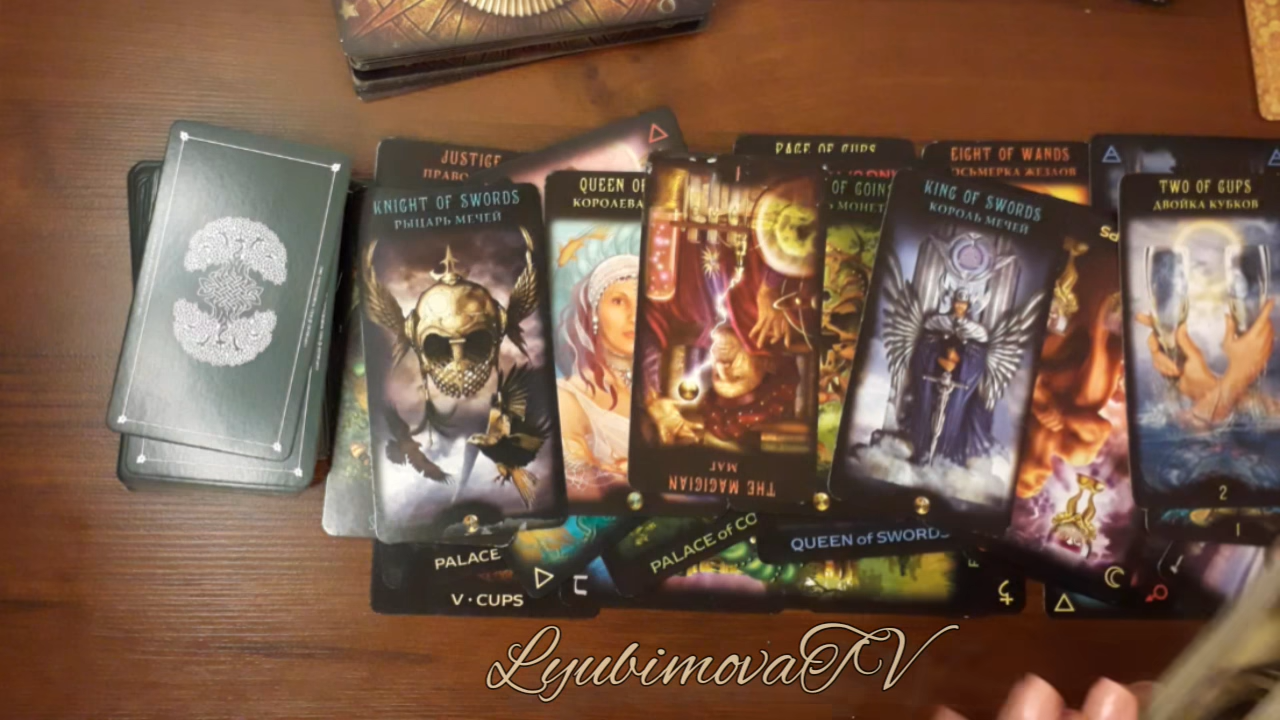 JUSTICE
ПРАВО
KNIGHT OF SWORDS
РЫЦАРЬ МЕЧЕЙ
QUEEN OF
КОРОЛЕВА
I
THE MAGICIAN
МАГ
PAGE OF CUPS
OF COINS
МОНЕТ
KING OF SWORDS
КОРОЛЬ МЕЧЕЙ
EIGHT OF WANDS
ОСЬМЕРКА ЖЕЗЛОВ
TWO OF CUPS
ДВОЙКА КУБКОВ
2
1
PALACE
V·CUPS
PALACE of CO
QUEEN of SWORDS
LyubimovaTV